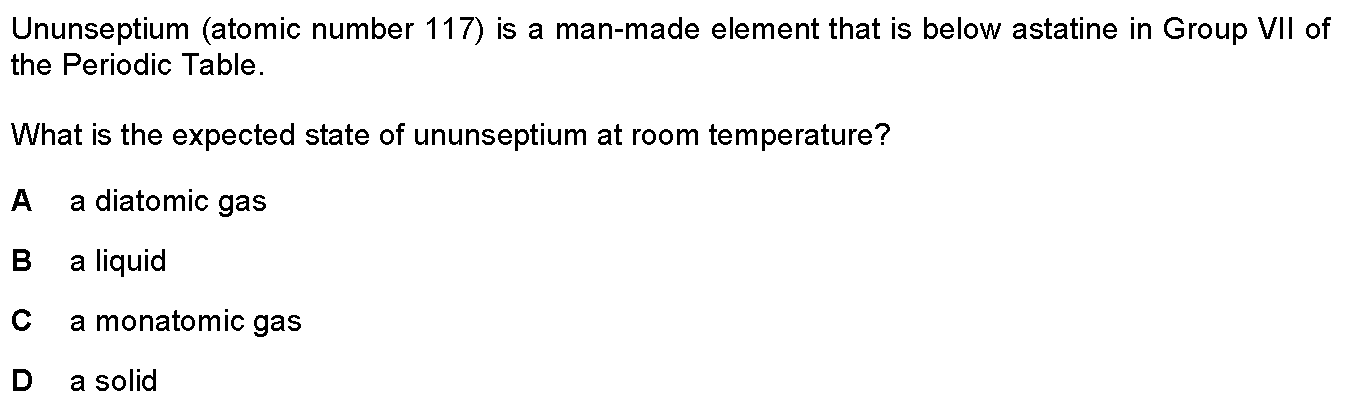 Ununseptium (atomic number 117) is a man-made element that is below astatine in Group VII of
the Periodic Table.
What is the expected state of ununseptium at room temperature?
A a diatomic gas
B a liquid
C a monatomic gas
D a solid